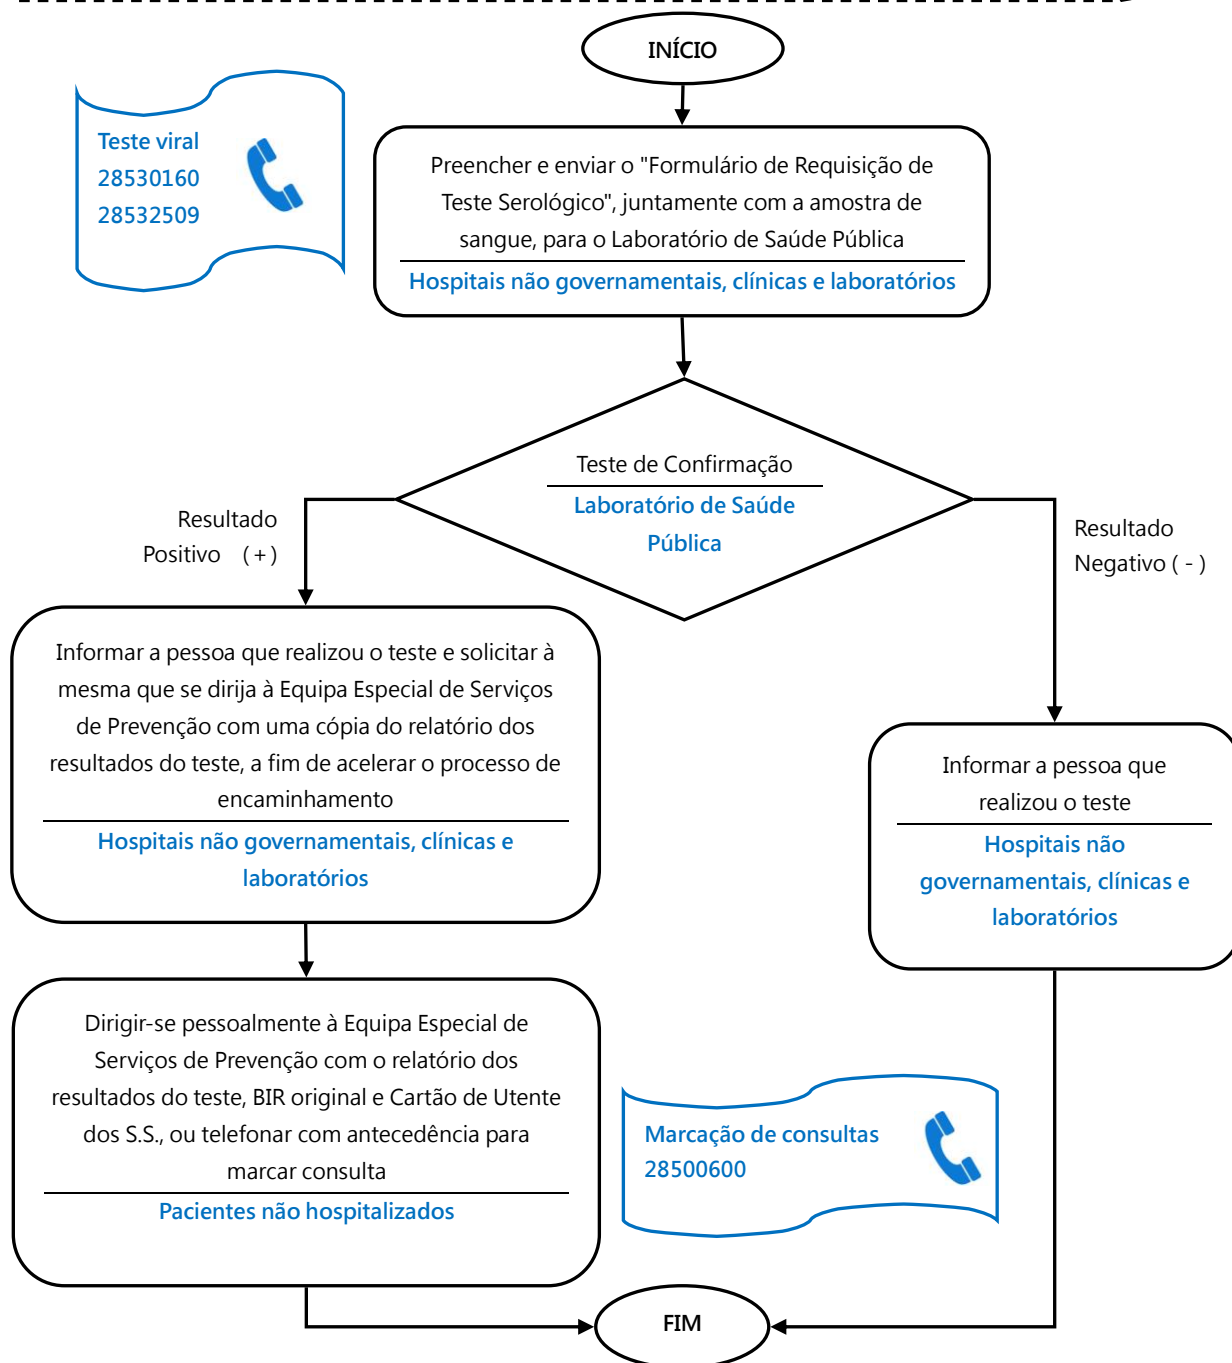 INÍCIO
Teste viral
28530160
28532509
Preencher e enviar o "Formulário de Requisição de
Teste Serológico", juntamente com a amostra de
sangue, para o Laboratório de Saúde Pública
Hospitais não governamentais, clínicas e laboratórios
Teste de Confirmação
Laboratório de Saúde
Pública
Resultado
Positivo (+)
Resultado
Negativo ( - )
Informar a pessoa que realizou o teste e solicitar à
mesma que se dirija à Equipa Especial de Serviços
de Prevenção com uma cópia do relatório dos
resultados do teste, a fim de acelerar o processo de
encaminhamento
Hospitais não governamentais, clínicas e
laboratórios
Informar a pessoa que
realizou o teste
Hospitais não
governamentais, clínicas e
laboratórios
Dirigir-se pessoalmente à Equipa Especial de
Serviços de Prevenção com o relatório dos
resultados do teste, BIR original e Cartão de Utente
dos S.S., ou telefonar com antecedência para
marcar consulta
Pacientes não hospitalizados
Marcação de consultas
28500600
FIM